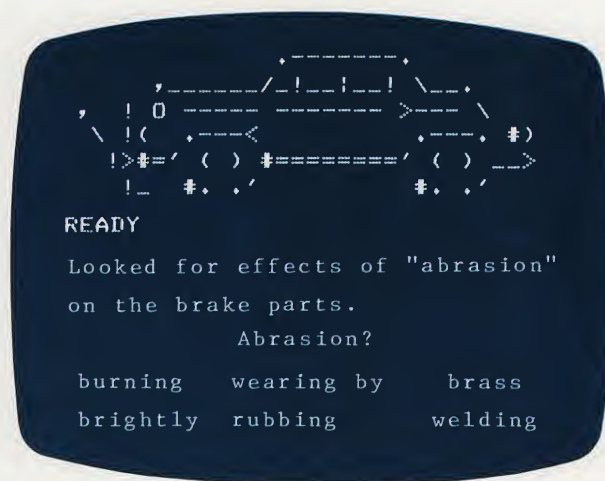 READY
Looked for effects of "abrasion"
on the brake parts.
Abrasion?
burning wearing by brass
brightly rubbing welding